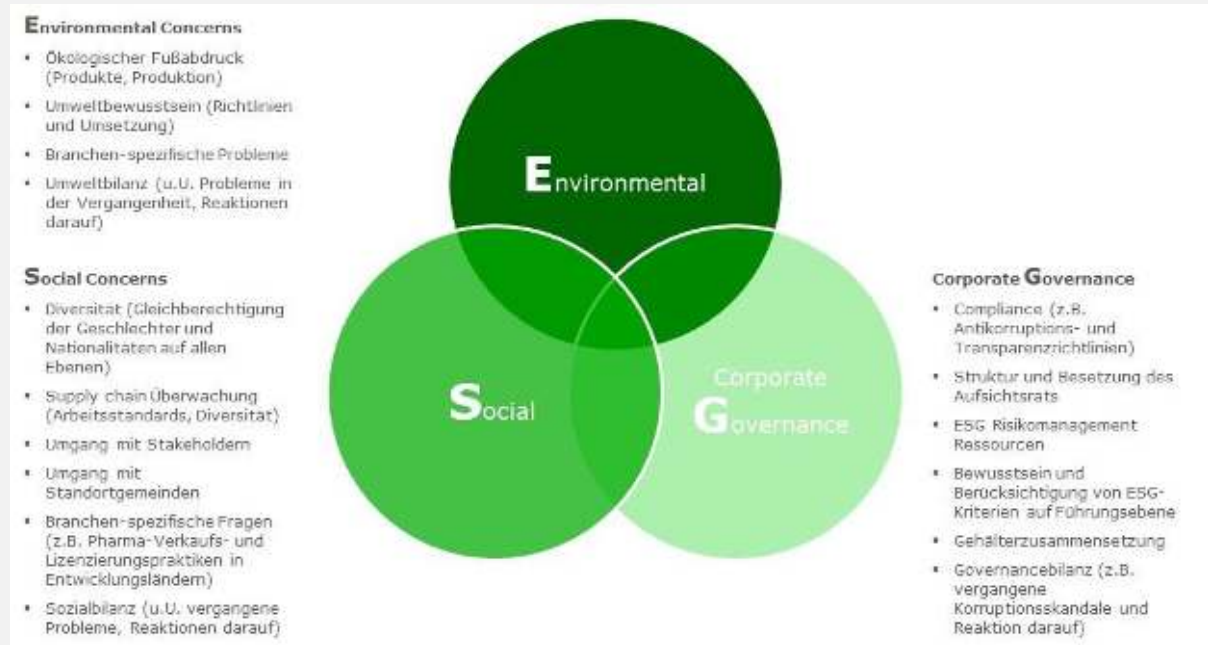 Environmental Concerns
• Ökologischer Fußabdruck
(Produkte, Produktion)
• Umweltbewusstsein (Richtlinien
und Umsetzung)
• Branchen-spezifische Probleme
• Umweltbilanz (u.U. Probleme in
der Vergangenheit, Reaktionen
darauf)
Social Concerns
• Diversität (Gleichberechtigung
der Geschlechter und
Nationalitäten auf allen
Ebenen)
• Supply chain Überwachung
(Arbeitsstandards, Diversität)
• Umgang mit Stakeholdern
• Umgang mit
Standortgemeinden
• Branchen-spezifische Fragen
(z.B. Pharma-Verkaufs- und
Lizenzierungspraktiken in
Entwicklungsländern)
• Sozialbilanz (u.U. vergangene
Probleme, Reaktionen darauf)
Environmental
Social
Corporate
Governance
Corporate Governance
• Compliance (z.B.
Antikorruptions- und
Transparenzrichtlinien)
• Struktur und Besetzung des
Aufsichtsrats
• ESG Risikomanagement
Ressourcen
• Bewusstsein und
Berücksichtigung von ESG-
Kriterien auf Führungsebene
• Gehälterzusammensetzung
• Governancebilanz (z.B.
vergangene
Korruptionsskandale und
Reaktion darauf)